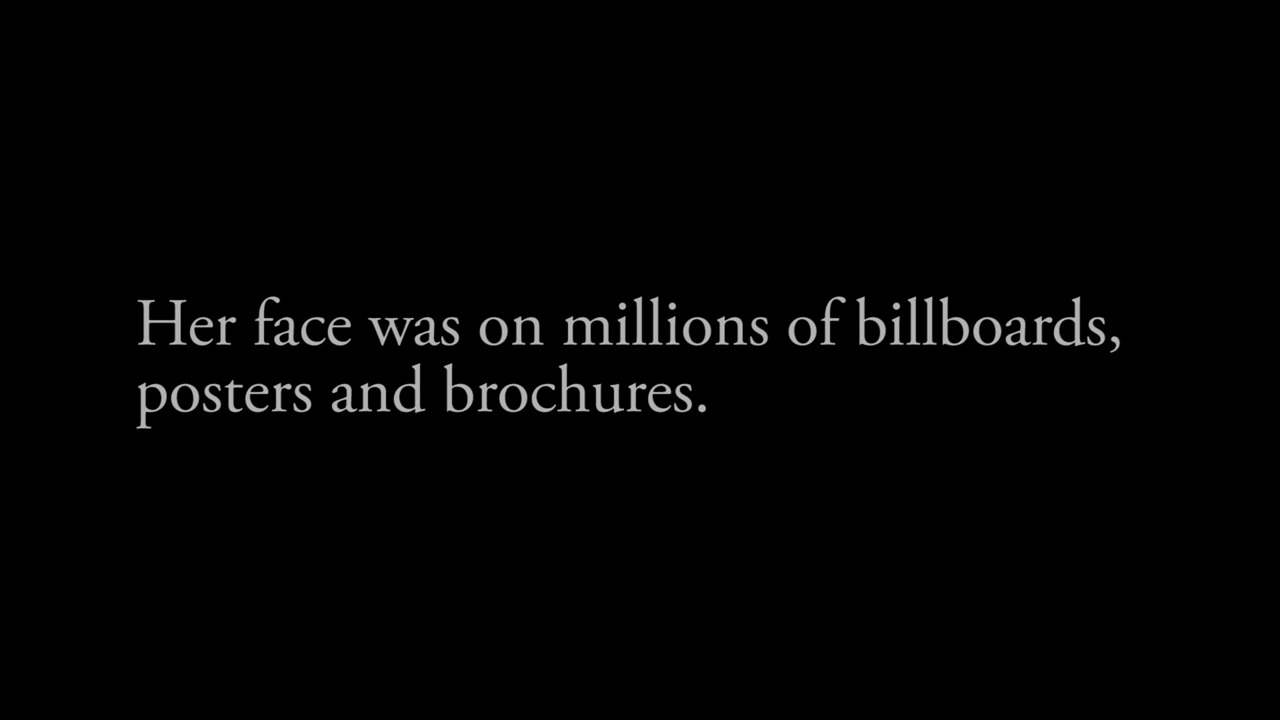 Her face was on millions of billboards,
posters and brochures.